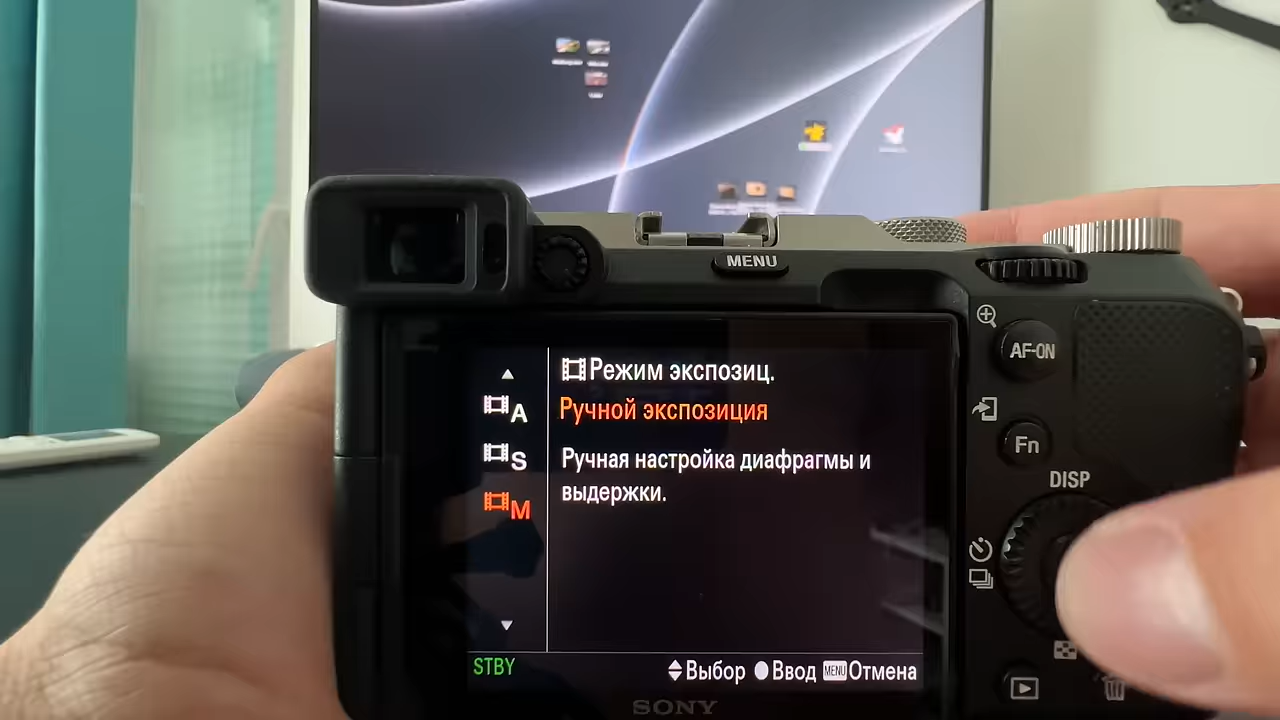 MENU
AF-ON
Fn
DISP
Режим экспозиц.
Ручной экспозиция
Ручная настройка диафрагмы и
выдержки.
A
S
M
STBY
Выбор Ввод MENU Отмена
SONY